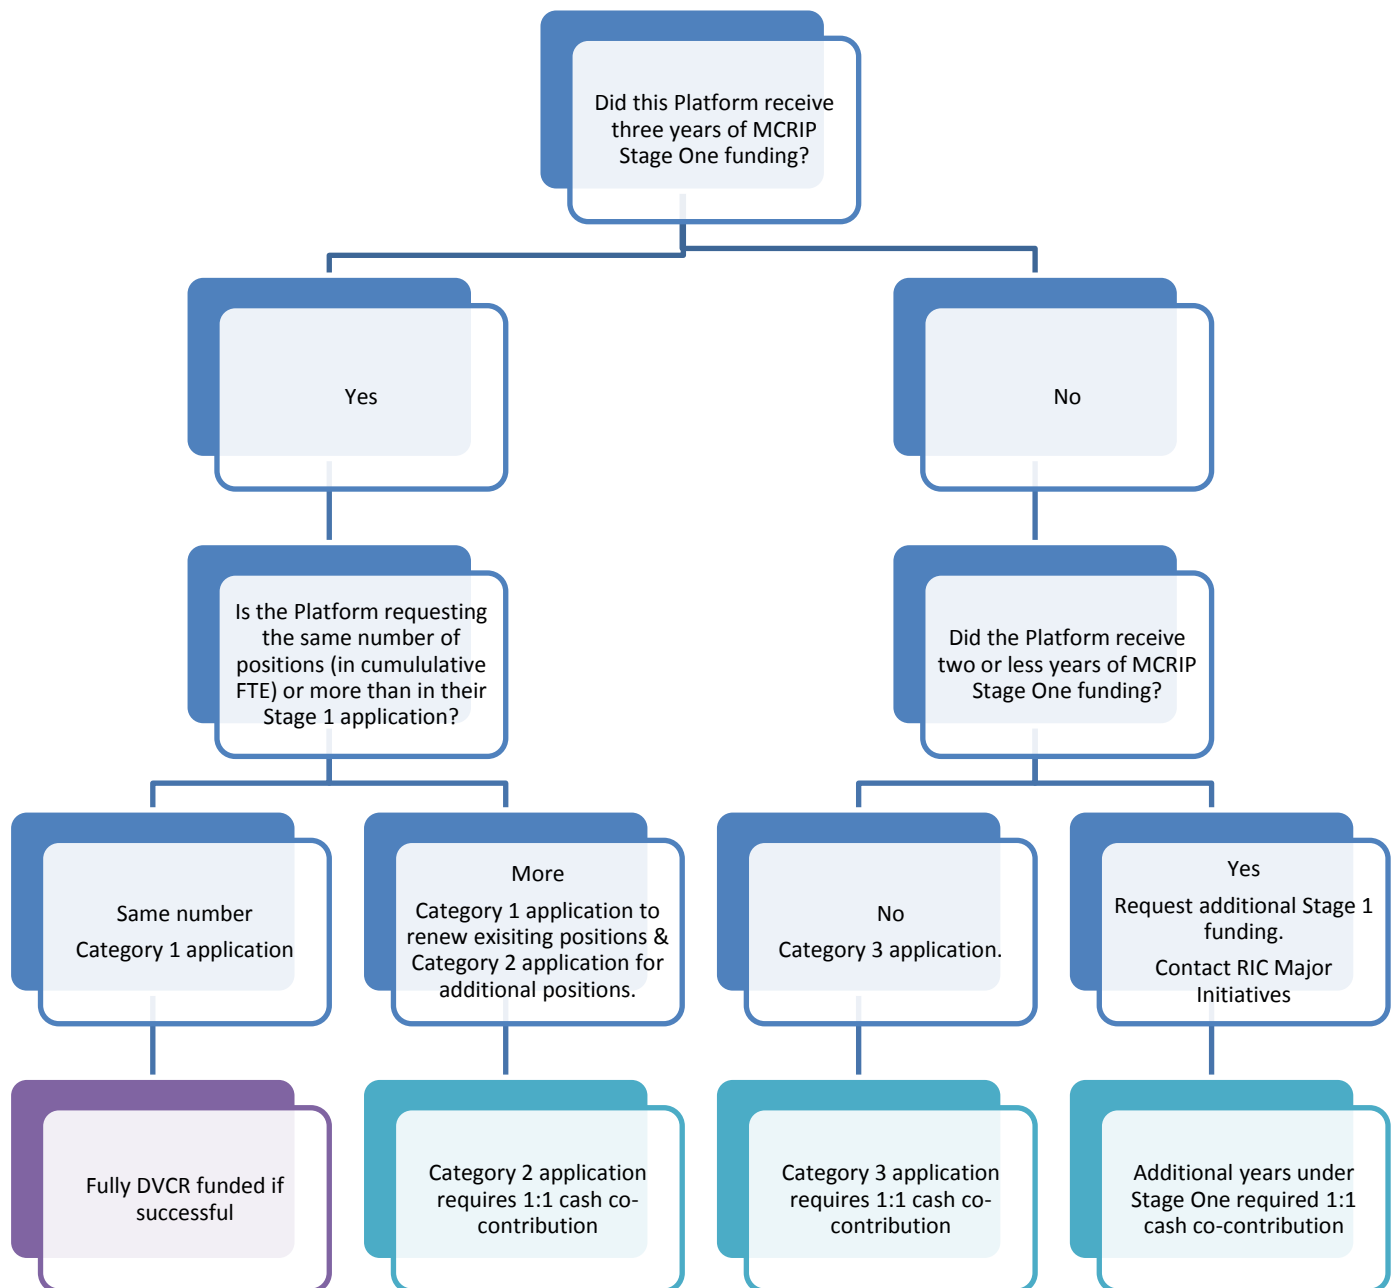 Did this Platform receive
three years of MCRIP
Stage One funding?
Yes
No
Is the Platform requesting
the same number of
positions (in cumululative
FTE) or more than in their
Stage 1 application?
Did the Platform receive
two or less years of MCRIP
Stage One funding?
Same number
Category 1 application
More
Category 1 application to
renew exisiting positions &
Category 2 application for
additional positions.
No
Category 3 application.
Yes
Request additional Stage 1
funding.
Contact RIC Major
Initiatives
Fully DVCR funded if
successful
Category 2 application
requires 1:1 cash co-
contribution
Category 3 application
requires 1:1 cash co-
contribution
Additional years under
Stage One required 1:1
cash co-contribution